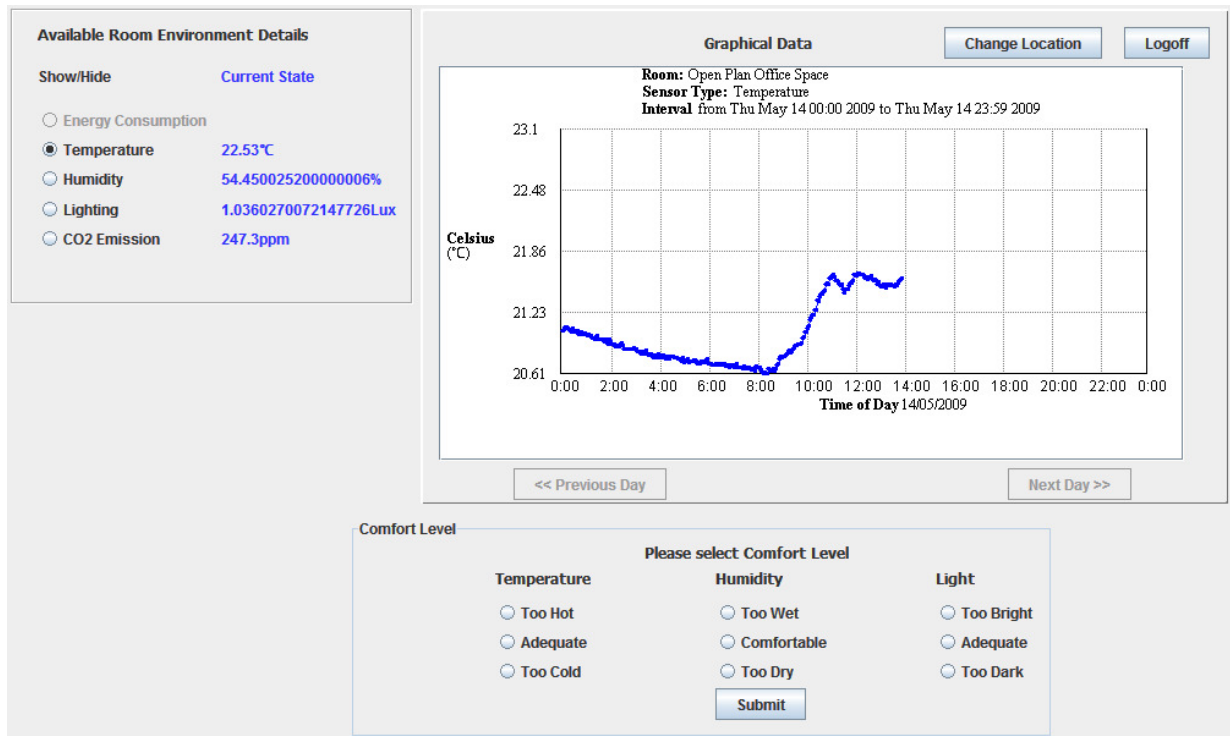 Available Room Environment Details
Show/Hide Current State
Energy Consumption
Temperature 22.53℃
Humidity 54.450025200000006%
Lighting 1.0360270072147726Lux
CO2 Emission 247.3ppm
Graphical Data
Change Location
Logoff
Room: Open Plan Office Space
Sensor Type: Temperature
Interval from Thu May 14 00:00 2009 to Thu May 14 23:59 2009
23.1
22.48
Celsius
(℃)
21.86
21.23
20.61
0:00 2:00 4:00 6:00 8:00 10:00 12:00 14:00 16:00 18:00 20:00 22:00 0:00
Time of Day 14/05/2009
<< Previous Day
Next Day >>
Comfort Level
Please select Comfort Level
Temperature Humidity Light
Too Hot Too Wet Too Bright
Adequate Comfortable Adequate
Too Cold Too Dry Too Dark
Submit